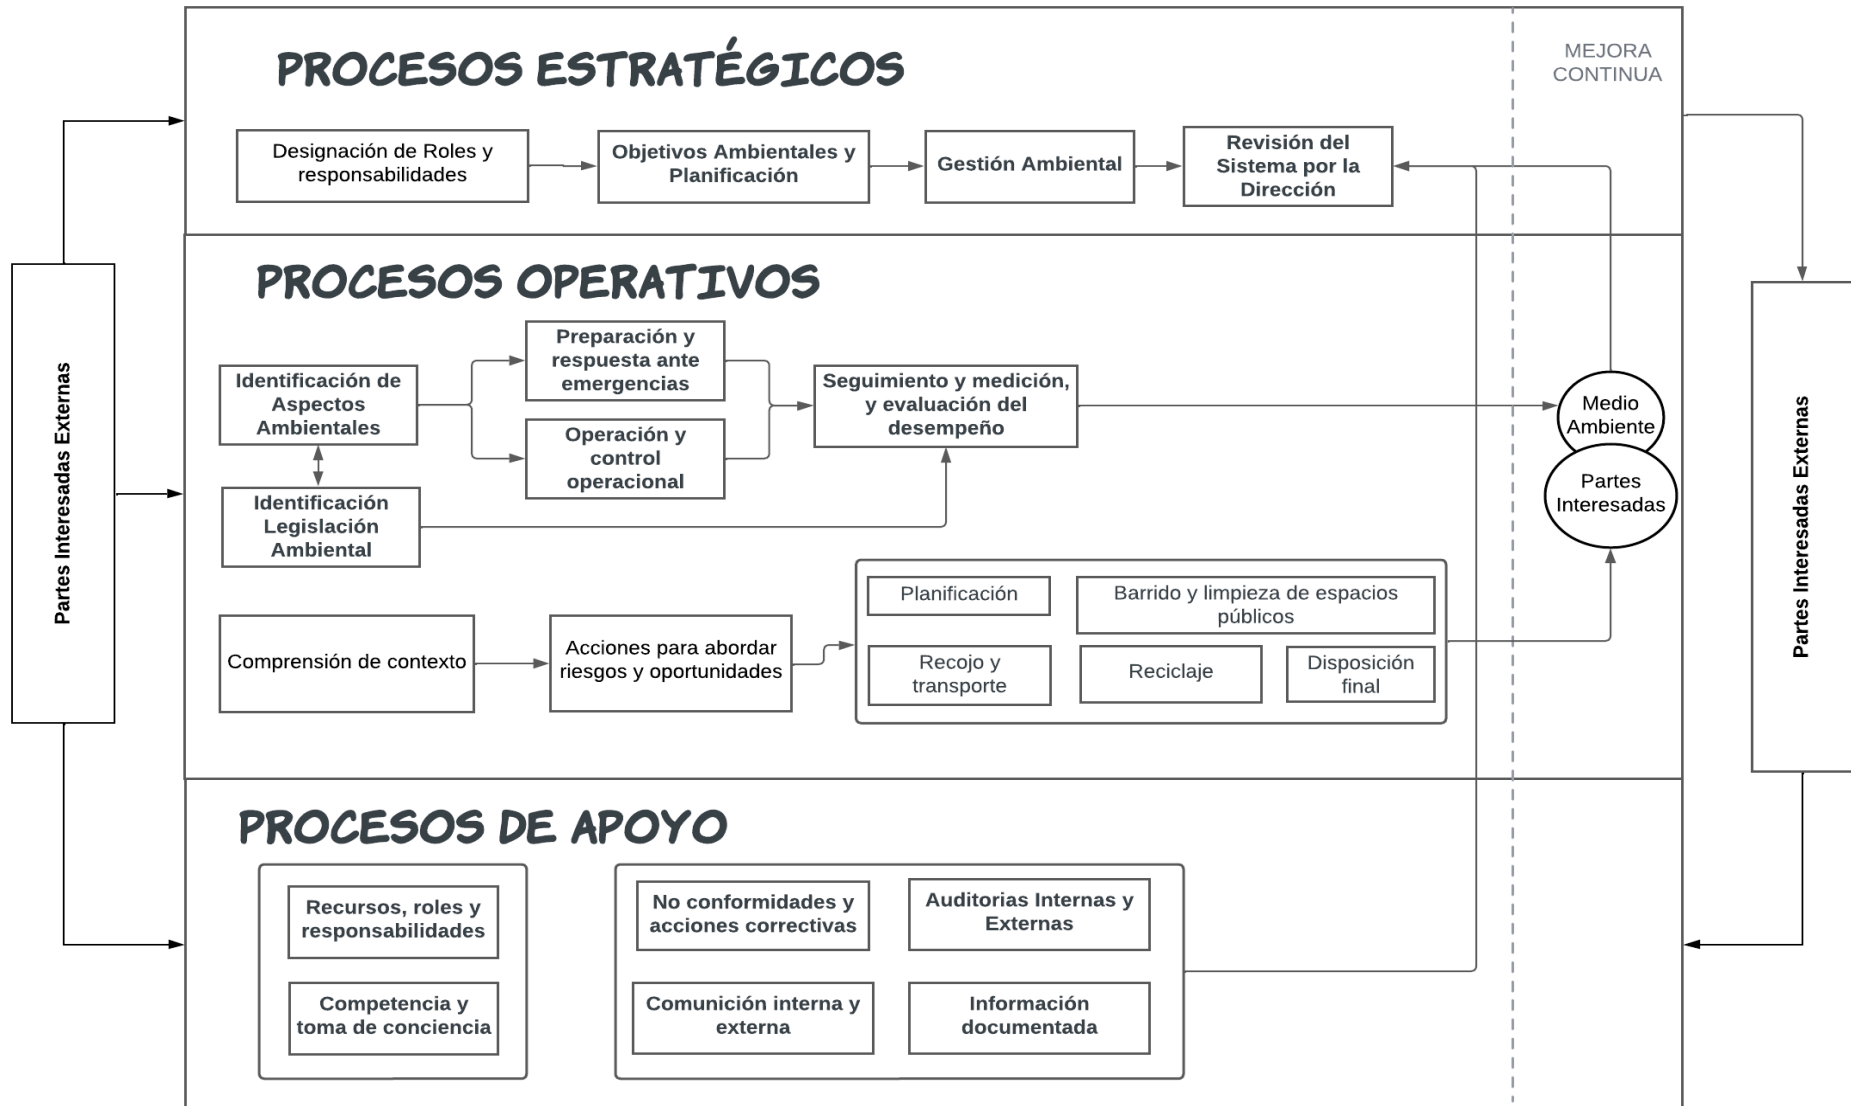 PROCESOS ESTRATÉGICOS
MEJORA
CONTINUA
Designación de Roles y
responsabilidades
Objetivos Ambientales y
Planificación
Gestión Ambiental
Revisión del
Sistema por la
Dirección
Partes Interesadas Externas
PROCESOS OPERATIVOS
Identificación de
Aspectos
Ambientales
Preparación y
respuesta ante
emergencias
Operación y
control
operacional
Seguimiento y medición,
y evaluación del
desempeño
Identificación
Legislación
Ambiental
Medio
Ambiente
Partes
Interesadas
Comprensión de contexto
Acciones para abordar
riesgos y oportunidades
Planificación
Barrido y limpieza de espacios
públicos
Recojo y
transporte
Reciclaje
Disposición
final
Partes Interesadas Externas
PROCESOS DE APOYO
Recursos, roles y
responsabilidades
Competencia y
toma de conciencia
No conformidades y
acciones correctivas
Auditorias Internas y
Externas
Comunición interna y
externa
Información
documentada